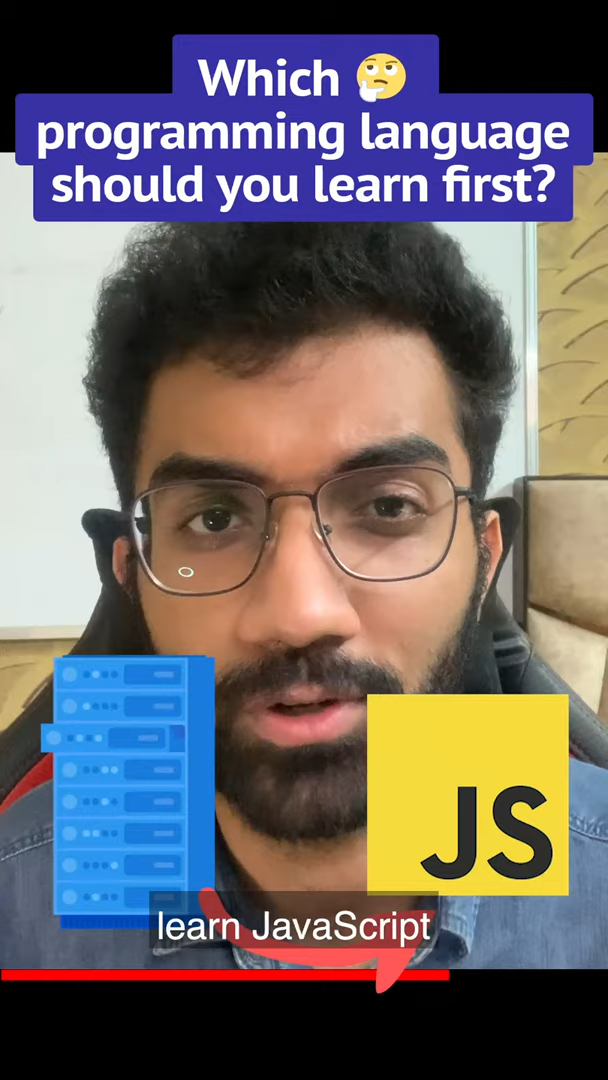 Which 🤔
programming language
should you learn first?
JS
learn JavaScript